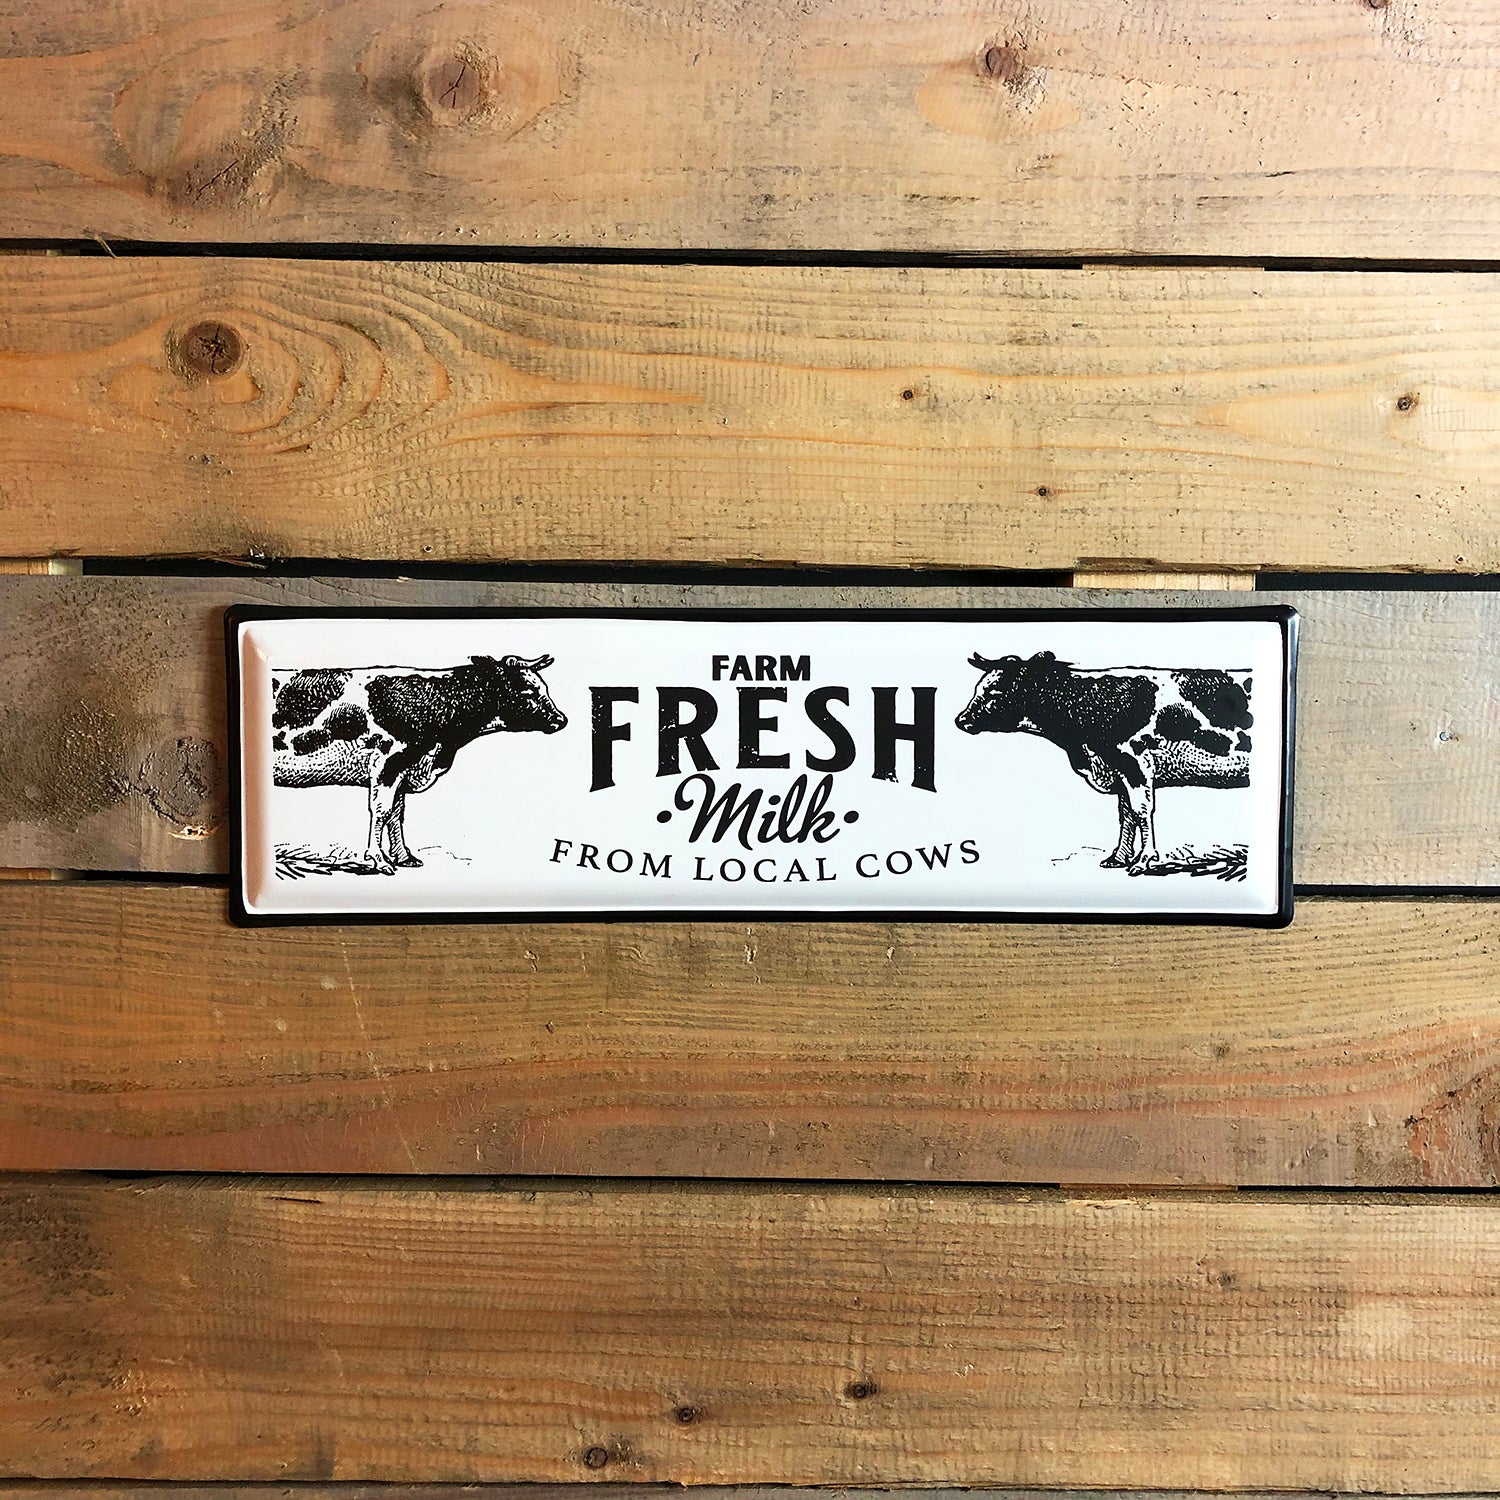 FARM
FRESH
·Milk·
FROM LOCAL COWS